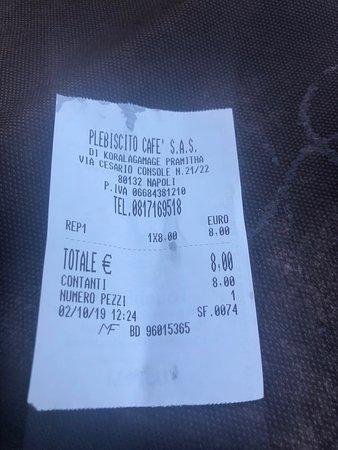 PLEBISCITO CAFE' S.A.S.
DI KORALAGAMAGE PRAMITHA
VIA CESARIO CONSOLE N.21/22
80132 NAPOLI
P.IVA 06684381210
TEL.0817169518
EURO
REP1 1X8,00 8,00
TOTALE € 8,00
CONTANTI 8,00
NUMERO PEZZI 1
02/10/19 12:24 SF.0074
MF BD 96015365